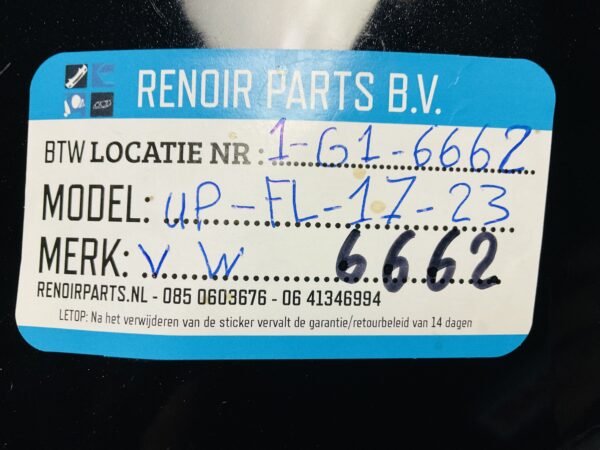 RENOIR PARTS B.V.
BTW LOCATIE NR: 1-G1-6662
MODEL: UP-FL-17-23
MERK: VW 6662
RENOIRPARTS.NL - 085 0603676 - 06 41346994
LETOP: Na het verwijderen van de sticker vervalt de garantie/retourbeleid van 14 dagen